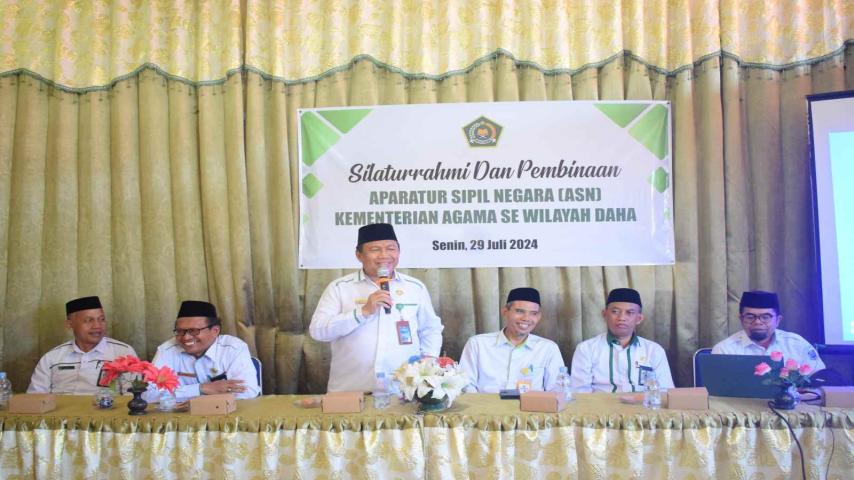 Silaturrahmi Dan Pembinaan
APARATUR SIPIL NEGARA (ASN)
KEMENTERIAN AGAMA SE WILAYAH DAHA
Senin, 29 Juli 2024